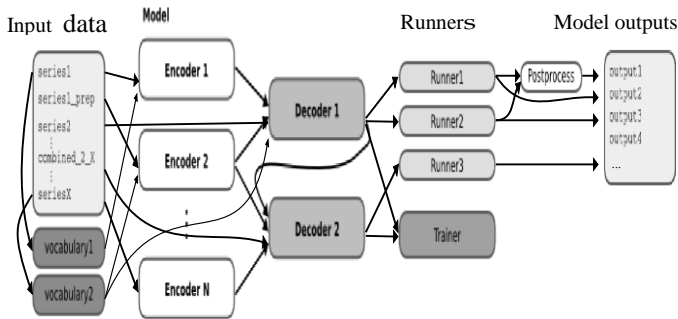 Input data
Model
Runners
Model outputs
series1
series1_prep
series2
⋮
combined_2_X
⋮
seriesX
vocabulary1
vocabulary2
Encoder 1
Encoder 2
⋮
Encoder N
Decoder 1
Decoder 2
Runner1
Runner2
Runner3
Trainer
Postprocess
output1
output2
output3
output4
...